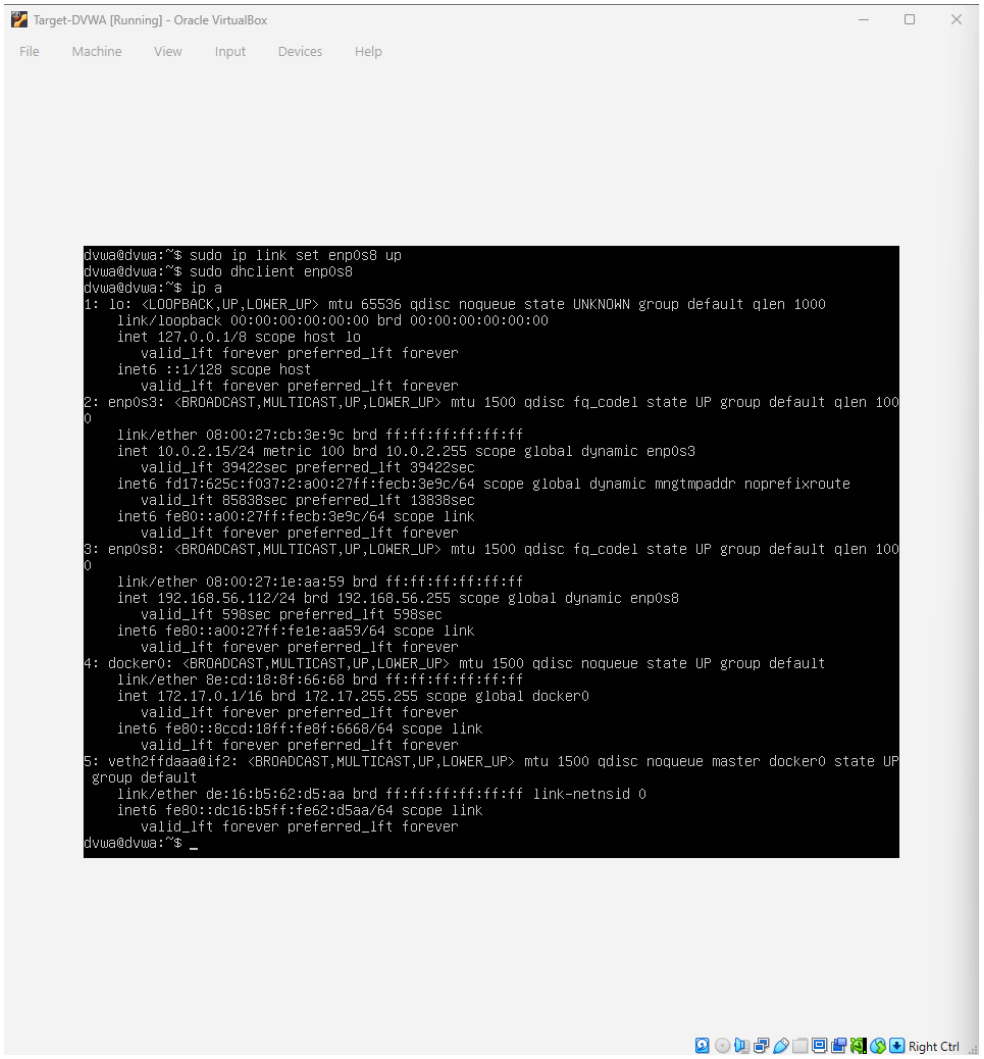 Target-DVWA [Running] - Oracle VirtualBox
File Machine View Input Devices Help
dvwa@dvwa:~$ sudo ip link set enp0s8 up
dvwa@dvwa:~$ sudo dhclient enp0s8
dvwa@dvwa:~$ ip a
1: lo: <LOOPBACK,UP,LOWER_UP> mtu 65536 qdisc noqueue state UNKNOWN group default qlen 1000
    link/loopback 00:00:00:00:00:00 brd 00:00:00:00:00:00
    inet 127.0.0.1/8 scope host lo
       valid_lft forever preferred_lft forever
    inet6 ::1/128 scope host
       valid_lft forever preferred_lft forever
2: enp0s3: <BROADCAST,MULTICAST,UP,LOWER_UP> mtu 1500 qdisc fq_codel state UP group default qlen 100
0
    link/ether 08:00:27:cb:3e:9c brd ff:ff:ff:ff:ff:ff
    inet 10.0.2.15/24 metric 100 brd 10.0.2.255 scope global dynamic enp0s3
       valid_lft 39422sec preferred_lft 39422sec
    inet6 fd17:625c:f037:2:a00:27ff:fecb:3e9c/64 scope global dynamic mngtmpaddr noprefixroute
       valid_lft 85838sec preferred_lft 13838sec
    inet6 fe80::a00:27ff:fecb:3e9c/64 scope link
       valid_lft forever preferred_lft forever
3: enp0s8: <BROADCAST,MULTICAST,UP,LOWER_UP> mtu 1500 qdisc fq_codel state UP group default qlen 100
0
    link/ether 08:00:27:1e:aa:59 brd ff:ff:ff:ff:ff:ff
    inet 192.168.56.112/24 brd 192.168.56.255 scope global dynamic enp0s8
       valid_lft 598sec preferred_lft 598sec
    inet6 fe80::a00:27ff:fe1e:aa59/64 scope link
       valid_lft forever preferred_lft forever
4: docker0: <BROADCAST,MULTICAST,UP,LOWER_UP> mtu 1500 qdisc noqueue state UP group default
    link/ether 8e:cd:18:8f:66:68 brd ff:ff:ff:ff:ff:ff
    inet 172.17.0.1/16 brd 172.17.255.255 scope global docker0
       valid_lft forever preferred_lft forever
    inet6 fe80::8ccd:18ff:fe8f:6668/64 scope link
       valid_lft forever preferred_lft forever
5: veth2ffdaaa@if2: <BROADCAST,MULTICAST,UP,LOWER_UP> mtu 1500 qdisc noqueue master docker0 state UP
 group default
    link/ether de:16:b5:62:d5:aa brd ff:ff:ff:ff:ff:ff link-netnsid 0
    inet6 fe80::dc16:b5ff:fe62:d5aa/64 scope link
       valid_lft forever preferred_lft forever
dvwa@dvwa:~$ _
Right Ctrl